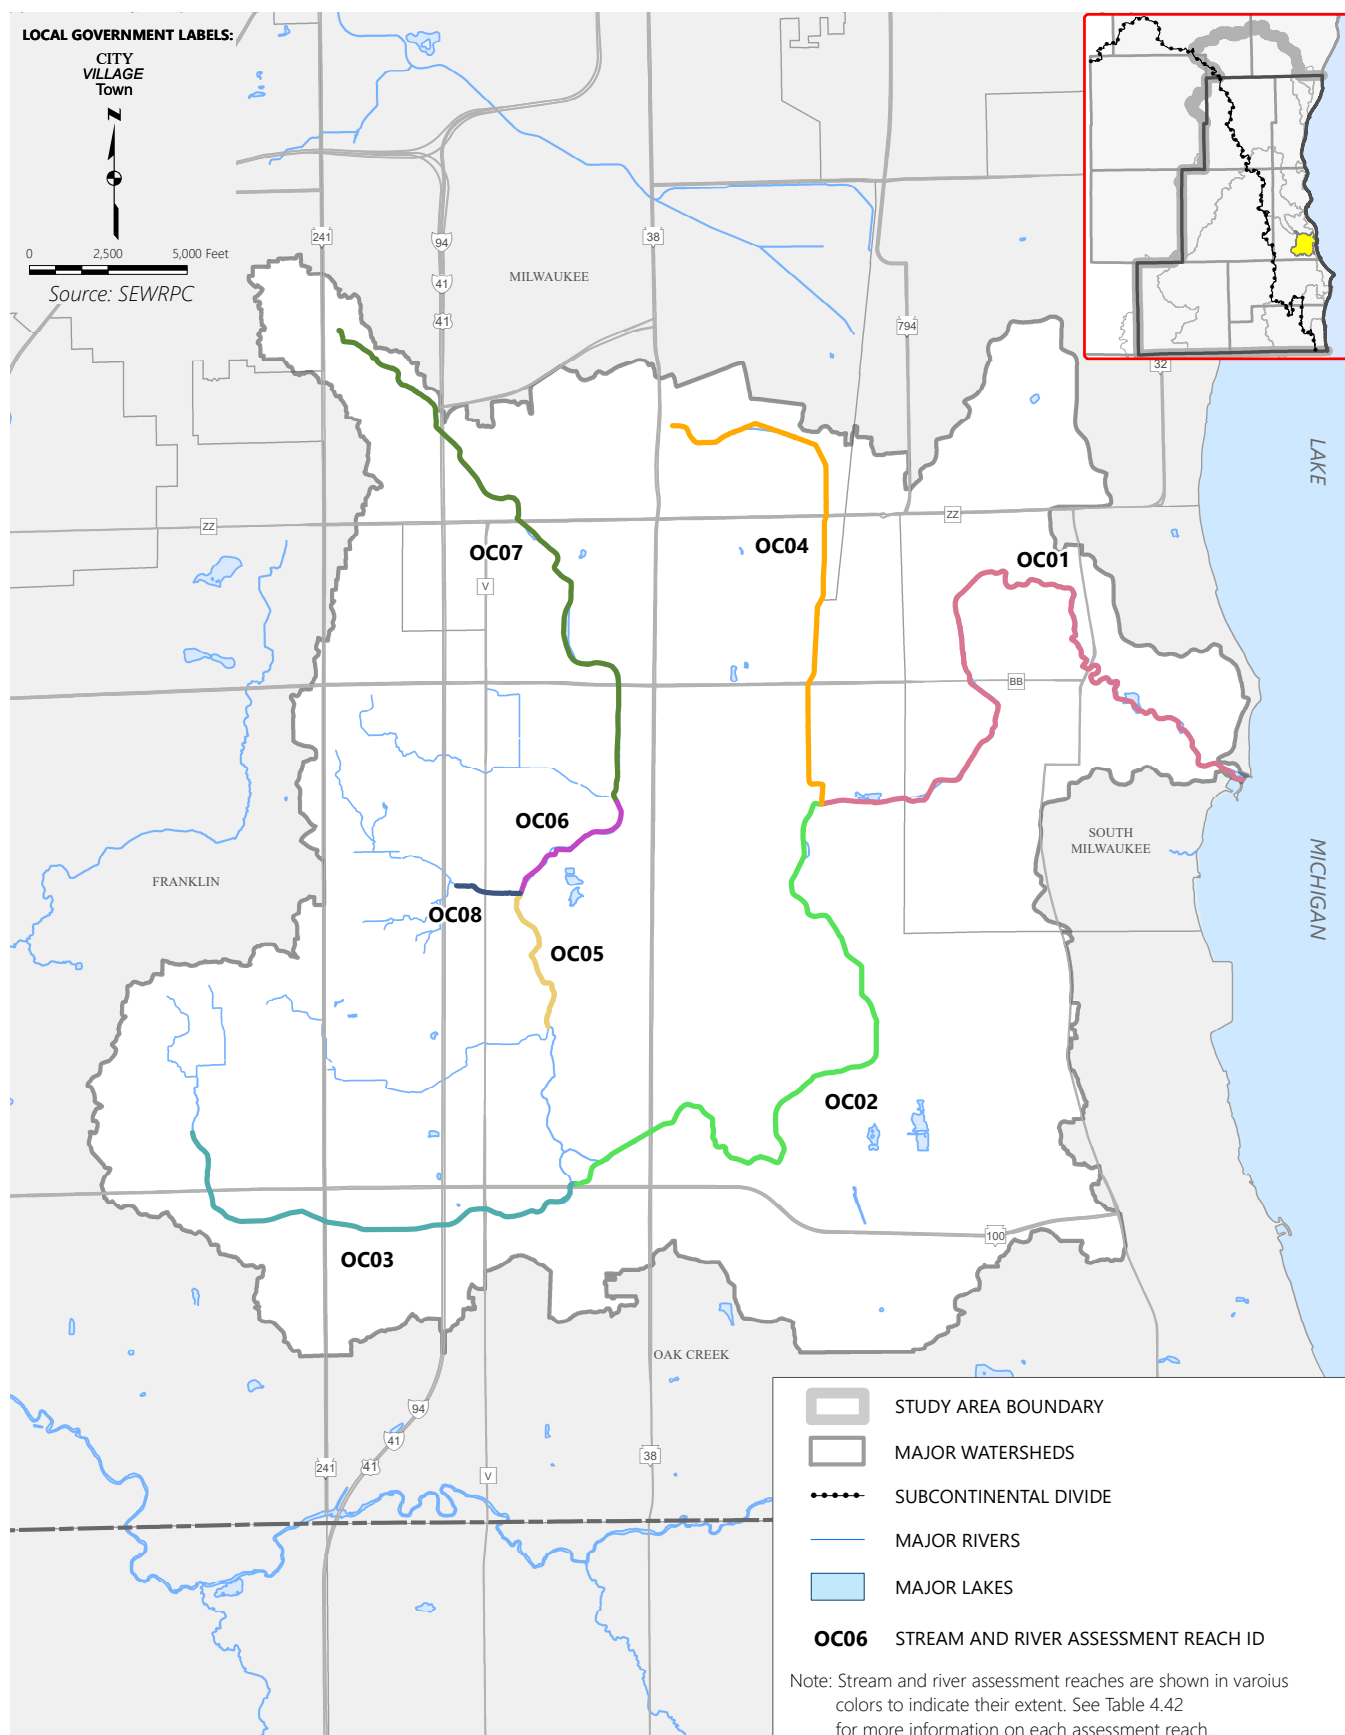 LOCAL GOVERNMENT LABELS:
CITY
VILLAGE
Town
N
0 2,500 5,000 Feet
Source: SEWRPC
241
94
41
41
38
MILWAUKEE
794
32
LAKE
ZZ
ZZ
OC07
OC04
OC01
V
BB
OC06
SOUTH
MILWAUKEE
FRANKLIN
OC08
OC05
MICHIGAN
OC02
100
OC03
OAK CREEK
94
41
41
241
V
38
STUDY AREA BOUNDARY
MAJOR WATERSHEDS
SUBCONTINENTAL DIVIDE
MAJOR RIVERS
MAJOR LAKES
OC06 STREAM AND RIVER ASSESSMENT REACH ID
Note: Stream and river assessment reaches are shown in varoius
colors to indicate their extent. See Table 4.42
for more information on each assessment reach